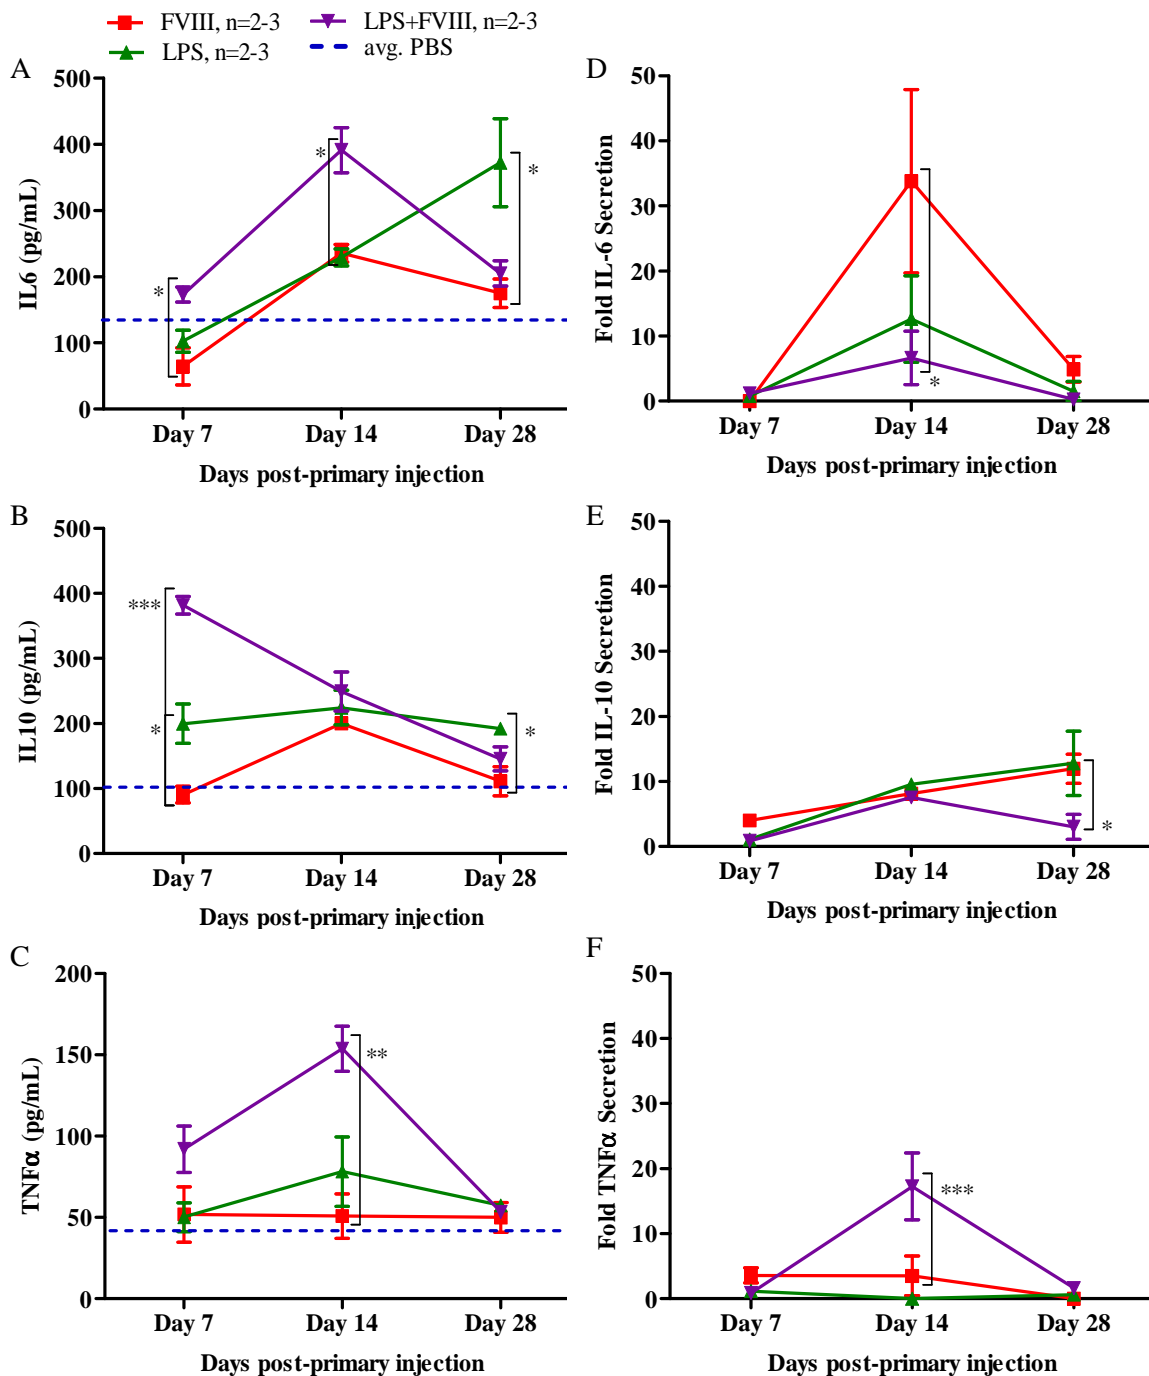 FVIII, n=2-3
LPS+FVIII, n=2-3
LPS, n=2-3
avg. PBS
A
500
400
300
200
100
0
IL6 (pg/mL)
*
*
*
Day 7 Day 14 Day 28
Days post-primary injection
D
50
40
30
20
10
0
Fold IL-6 Secretion
*
Day 7 Day 14 Day 28
Days post-primary injection
B
500
400
300
200
100
0
IL10 (pg/mL)
***
*
*
Day 7 Day 14 Day 28
Days post-primary injection
E
50
40
30
20
10
0
Fold IL-10 Secretion
*
Day 7 Day 14 Day 28
Days post-primary injection
C
200
150
100
50
0
TNFα (pg/mL)
**
Day 7 Day 14 Day 28
Days post-primary injection
F
50
40
30
20
10
0
Fold TNFα Secretion
***
Day 7 Day 14 Day 28
Days post-primary injection